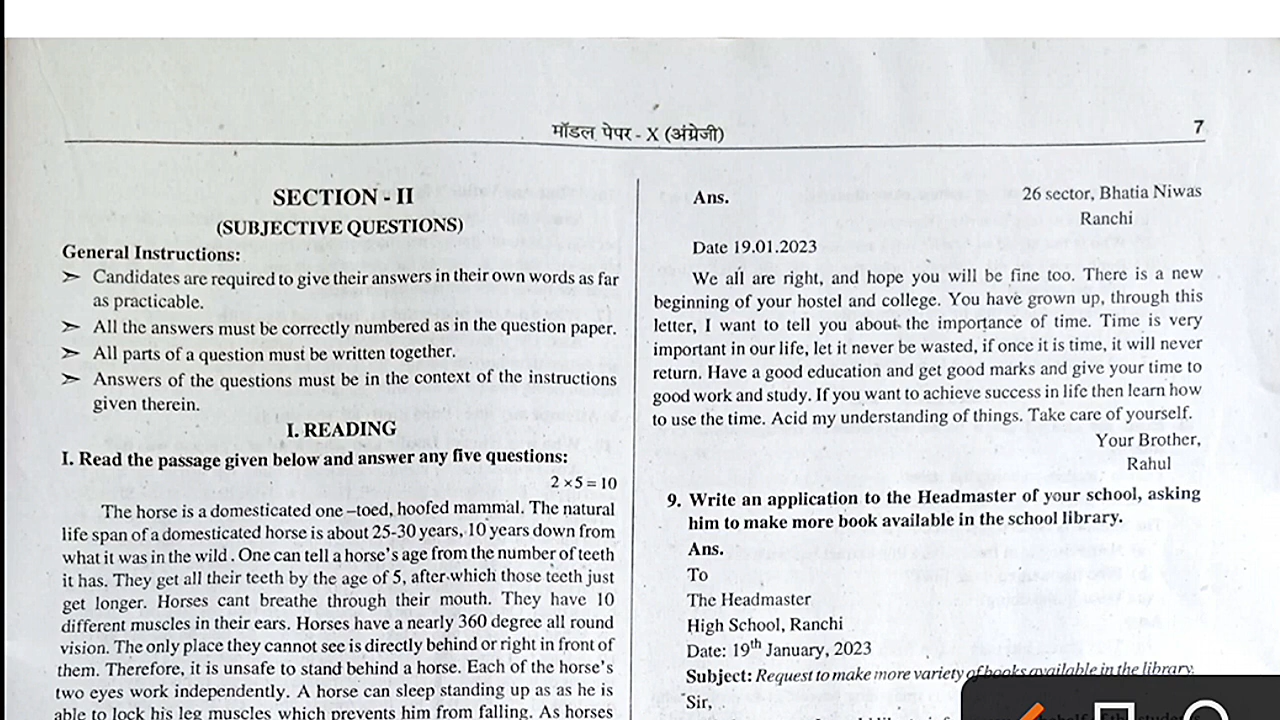 मॉडल पेपर - X (अंग्रेजी)
7
SECTION - II
(SUBJECTIVE QUESTIONS)
General Instructions:
➢ Candidates are required to give their answers in their own words as far
as practicable.
➢ All the answers must be correctly numbered as in the question paper.
➢ All parts of a question must be written together.
➢ Answers of the questions must be in the context of the instructions
given therein.
I. READING
I. Read the passage given below and answer any five questions:
2 ×5 = 10
The horse is a domesticated one –toed, hoofed mammal. The natural
life span of a domesticated horse is about 25-30 years, 10 years down from
what it was in the wild . One can tell a horse's age from the number of teeth
it has. They get all their teeth by the age of 5, after-which those teeth just
get longer. Horses cant breathe through their mouth. They have 10
different muscles in their ears. Horses have a nearly 360 degree all round
vision. The only place they cannot see is directly behind or right in front of
them. Therefore, it is unsafe to stand behind a horse. Each of the horse's
two eyes work independently. A horse can sleep standing up as as he is
able to lock his leg muscles which prevents him from falling. As horses
Ans.
26 sector, Bhatia Niwas
Ranchi
Date 19.01.2023
We all are right, and hope you will be fine too. There is a new
beginning of your hostel and college. You have grown up, through this
letter, I want to tell you about the importance of time. Time is very
important in our life, let it never be wasted, if once it is time, it will never
return. Have a good education and get good marks and give your time to
good work and study. If you want to achieve success in life then learn how
to use the time. Acid my understanding of things. Take care of yourself.
Your Brother,
Rahul
9. Write an application to the Headmaster of your school, asking
him to make more book available in the school library.
Ans.
To
The Headmaster
High School, Ranchi
Date: 19th January, 2023
Subject: Request to make more variety of books available in the library.
Sir,